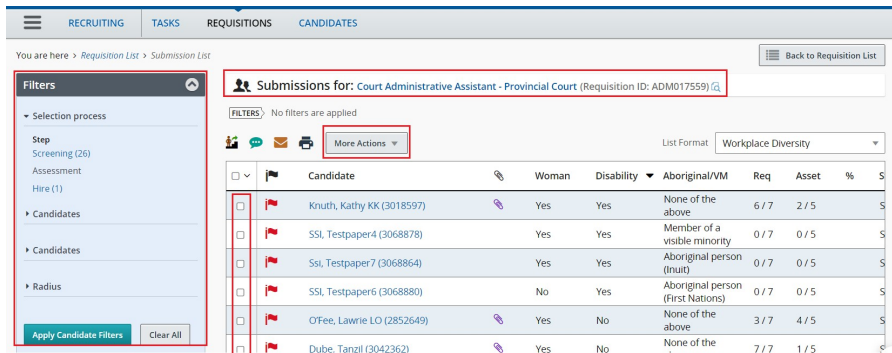 RECRUITING TASKS REQUISITIONS CANDIDATES
You are here > Requisition List > Submission List
Back to Requisition List
Filters
Selection process
Step
Screening (26)
Assessment
Hire (1)
Candidates
Candidates
Radius
Apply Candidate Filters Clear All
Submissions for: Court Administrative Assistant - Provincial Court (Requisition ID: ADM017559)
FILTERS No filters are applied
More Actions List Format Workplace Diversity
Candidate Woman Disability Aboriginal/VM Req Asset % S
Knuth, Kathy KK (3018597) Yes Yes None of the above 6 / 7 2 / 5 S
SSI, Testpaper4 (3068878) Yes Yes Member of a visible minority 0 / 7 0 / 5 S
Ssi, Testpaper7 (3068864) Yes Yes Aboriginal person (Inuit) 0 / 7 0 / 5 S
SSI, Testpaper6 (3068880) No Yes Aboriginal person (First Nations) 0 / 7 0 / 5 S
O'Fee, Lawrie LO (2852649) Yes No None of the above 3 / 7 4 / 5 S
Dube, Tanzil (3042362) Yes No None of the 7 / 7 1 / 5 S